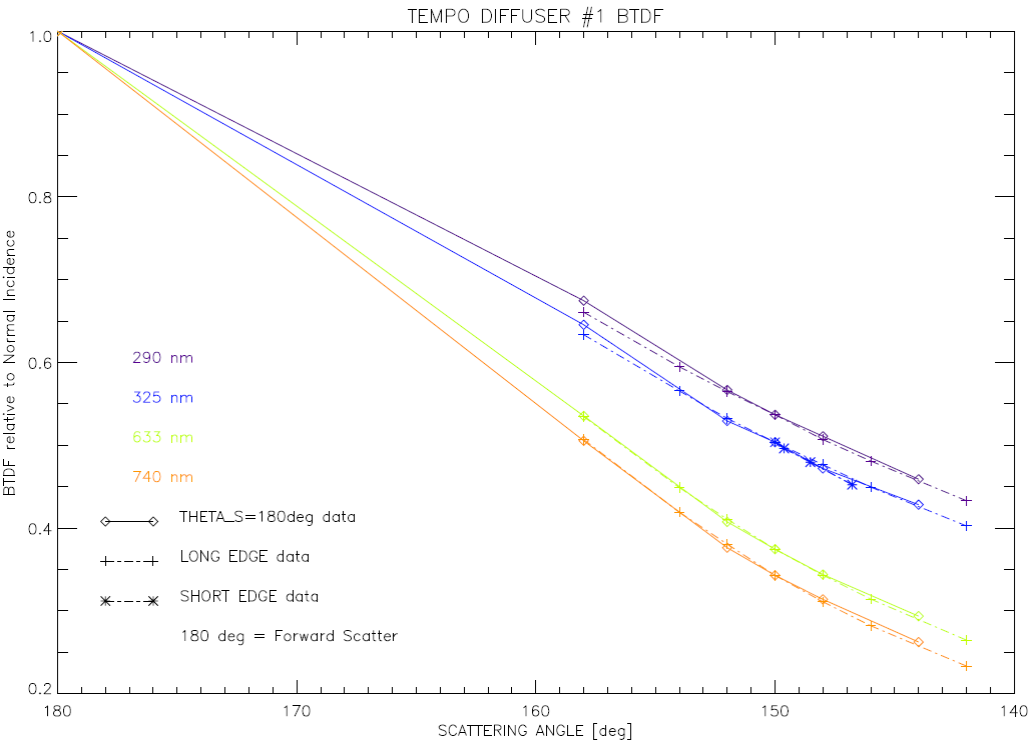 TEMPO DIFFUSER #1 BTDF
BTDF relative to Normal Incidence
1.0
0.8
0.6
0.4
0.2
290 nm
325 nm
633 nm
740 nm
THETA_S=180deg data
LONG EDGE data
SHORT EDGE data
180 deg = Forward Scatter
180 170 160 150 140
SCATTERING ANGLE [deg]